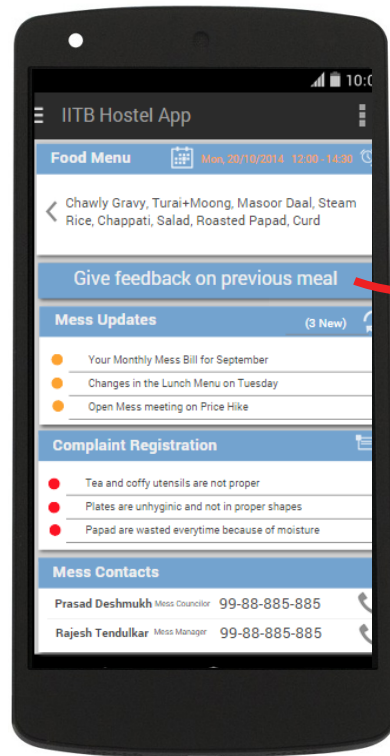 10:0
IITB Hostel App
Food Menu Mon, 20/10/2014 12:00 - 14:30
Chawly Gravy, Turai+Moong, Masoor Daal, Steam
Rice, Chappati, Salad, Roasted Papad, Curd
Give feedback on previous meal
Mess Updates (3 New)
Your Monthly Mess Bill for September
Changes in the Lunch Menu on Tuesday
Open Mess meeting on Price Hike
Complaint Registration
Tea and coffy utensils are not proper
Plates are unhyginic and not in proper shapes
Papad are wasted everytime because of moisture
Mess Contacts
Prasad Deshmukh Mess Councilor 99-88-885-885
Rajesh Tendulkar Mess Manager 99-88-885-885